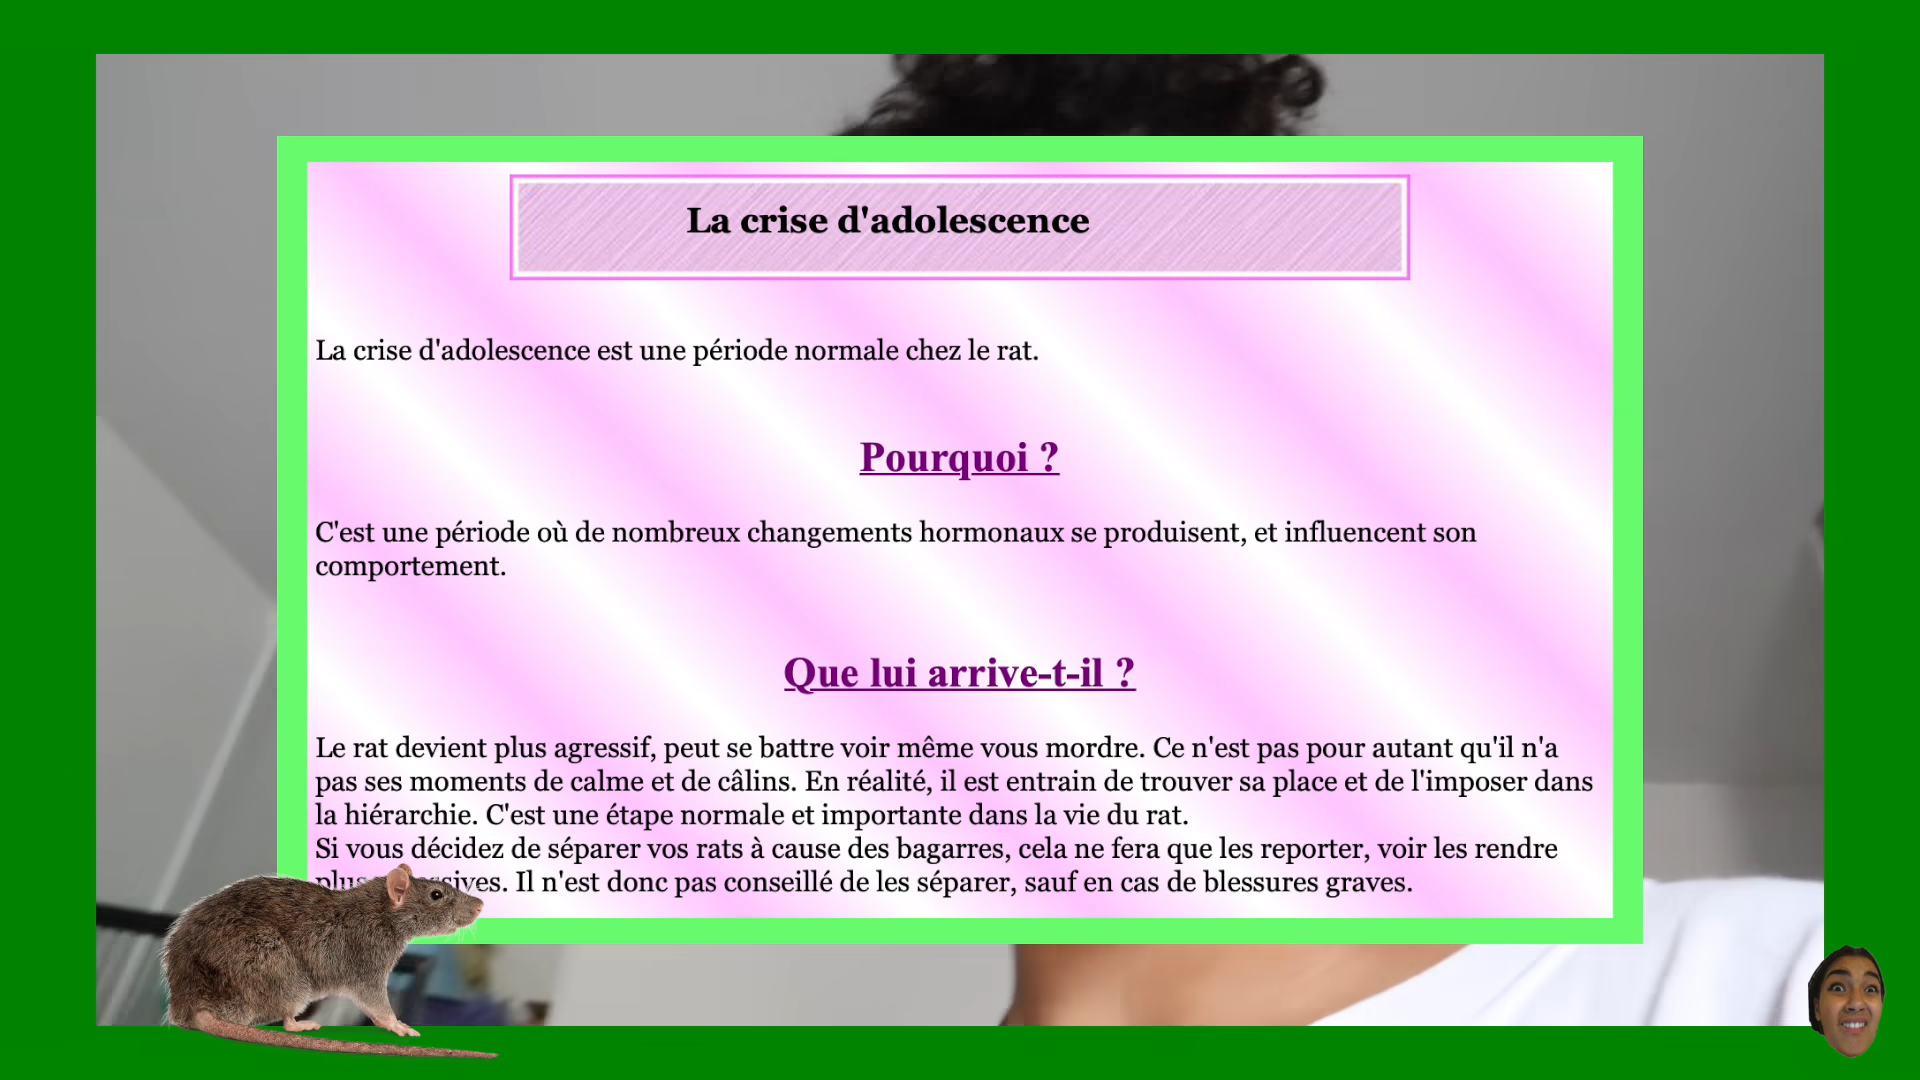 La crise d'adolescence
La crise d'adolescence est une période normale chez le rat.
Pourquoi ?
C'est une période où de nombreux changements hormonaux se produisent, et influencent son
comportement.
Que lui arrive-t-il ?
Le rat devient plus agressif, peut se battre voir même vous mordre. Ce n'est pas pour autant qu'il n'a
pas ses moments de calme et de câlins. En réalité, il est entrain de trouver sa place et de l'imposer dans
la hiérarchie. C'est une étape normale et importante dans la vie du rat.
Si vous décidez de séparer vos rats à cause des bagarres, cela ne fera que les reporter, voir les rendre
plus Il n'est donc pas conseillé de les séparer, sauf en cas de blessures graves.